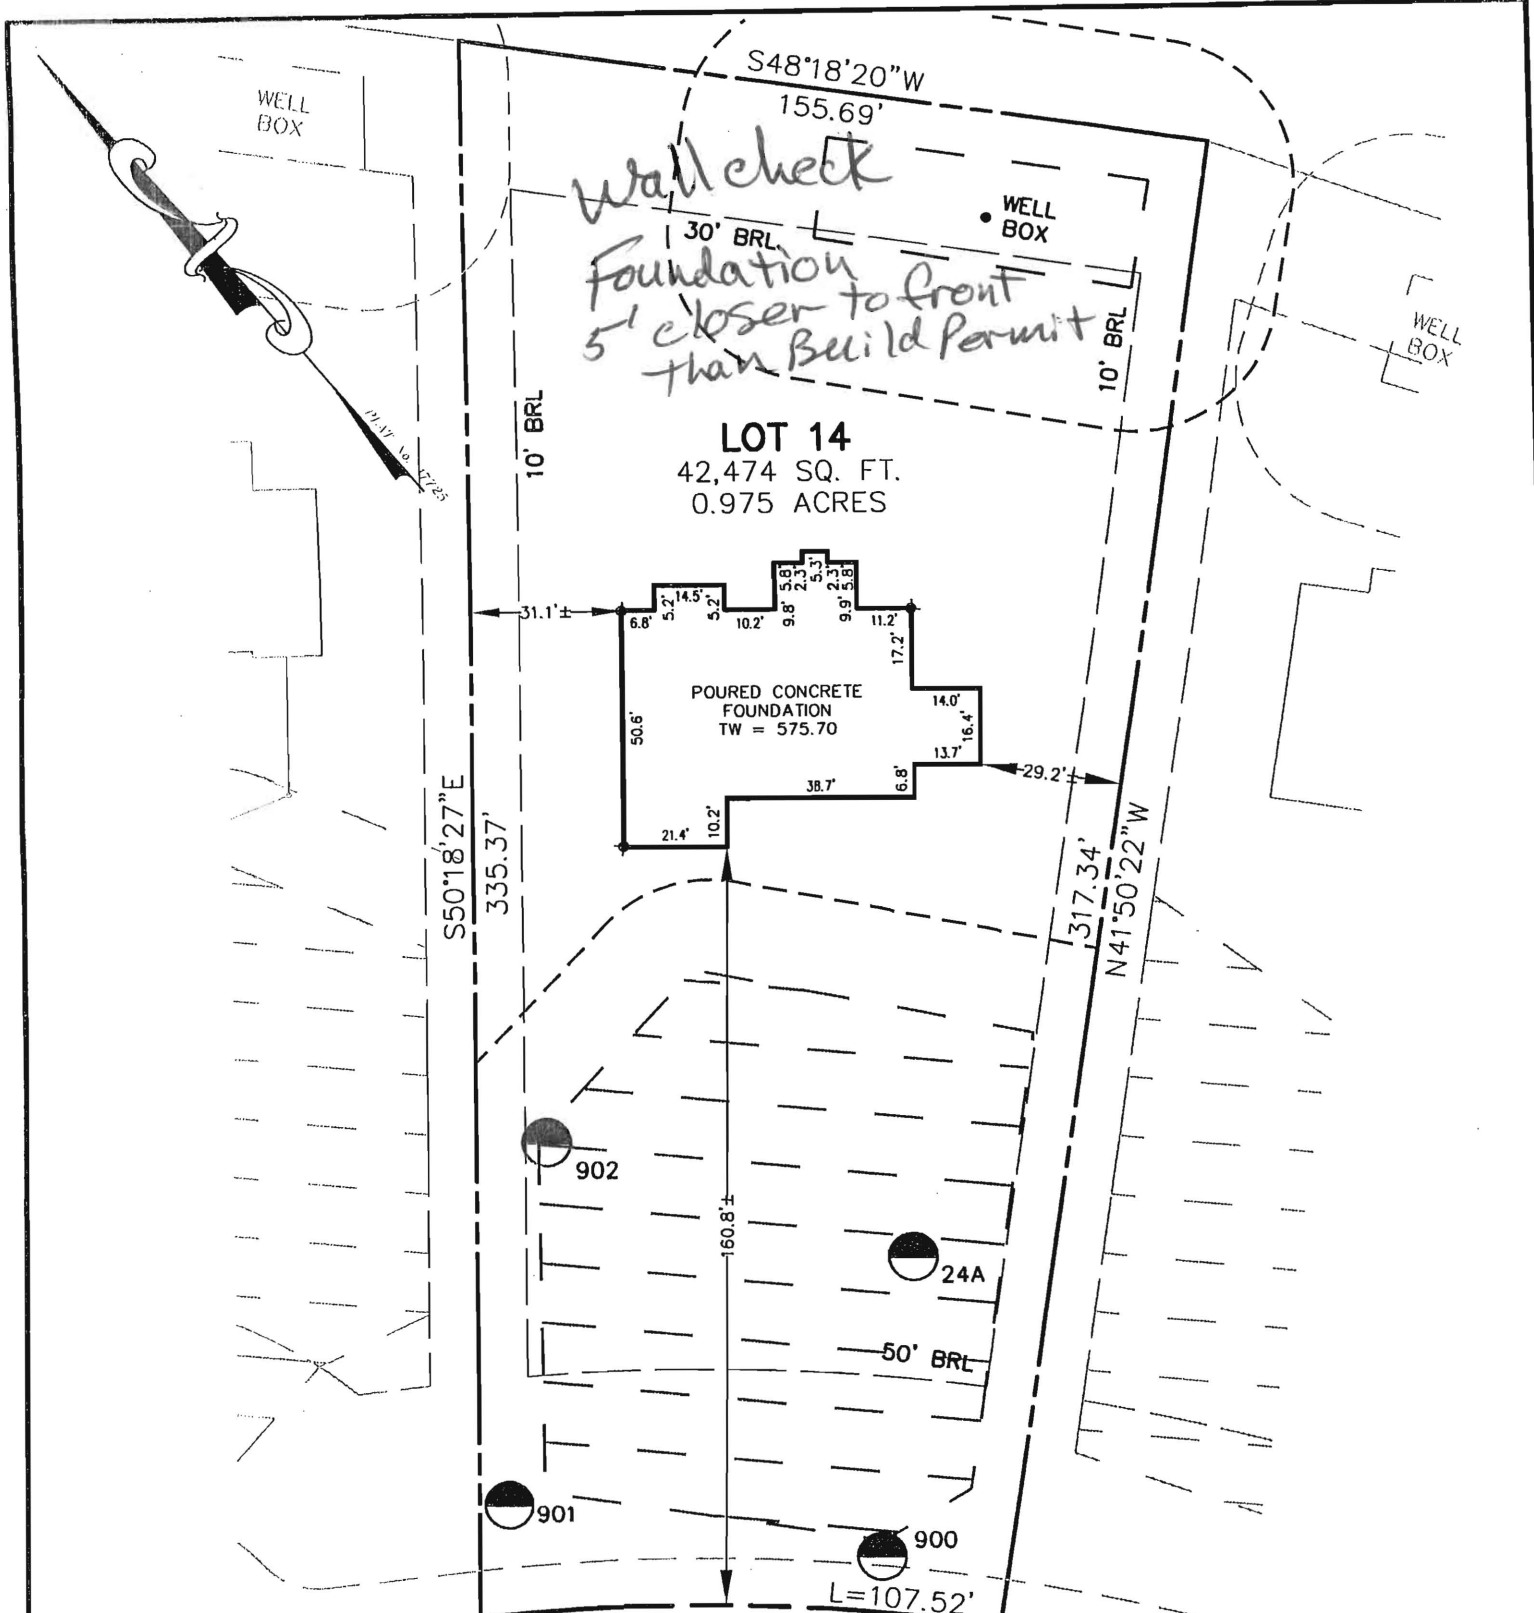 S48°18'20"W
155.69'
WELL
BOX
Wall check
30' BRL
WELL
BOX
Foundation
5' closer to front
than Build Permit
10' BRL
WELL
BOX
10' BRL
PLAT No. 17725
LOT 14
42,474 SQ. FT.
0.975 ACRES
5.8' 2.3' 5.3' 2.3' 5.8'
31.1'± 6.8' 5.2' 14.5' 5.2' 10.2' 9.8' 9.9' 11.2'
17.2'
POURED CONCRETE
FOUNDATION
TW = 575.70
50.6'
14.0'
16.4'
13.7'
29.2'±
38.7'
6.8'
21.4'
10.2'
S50°18'27"E
335.37'
317.34'
N41°50'22"W
902
160.8'±
24A
50' BRL
901
900
L=107.52'